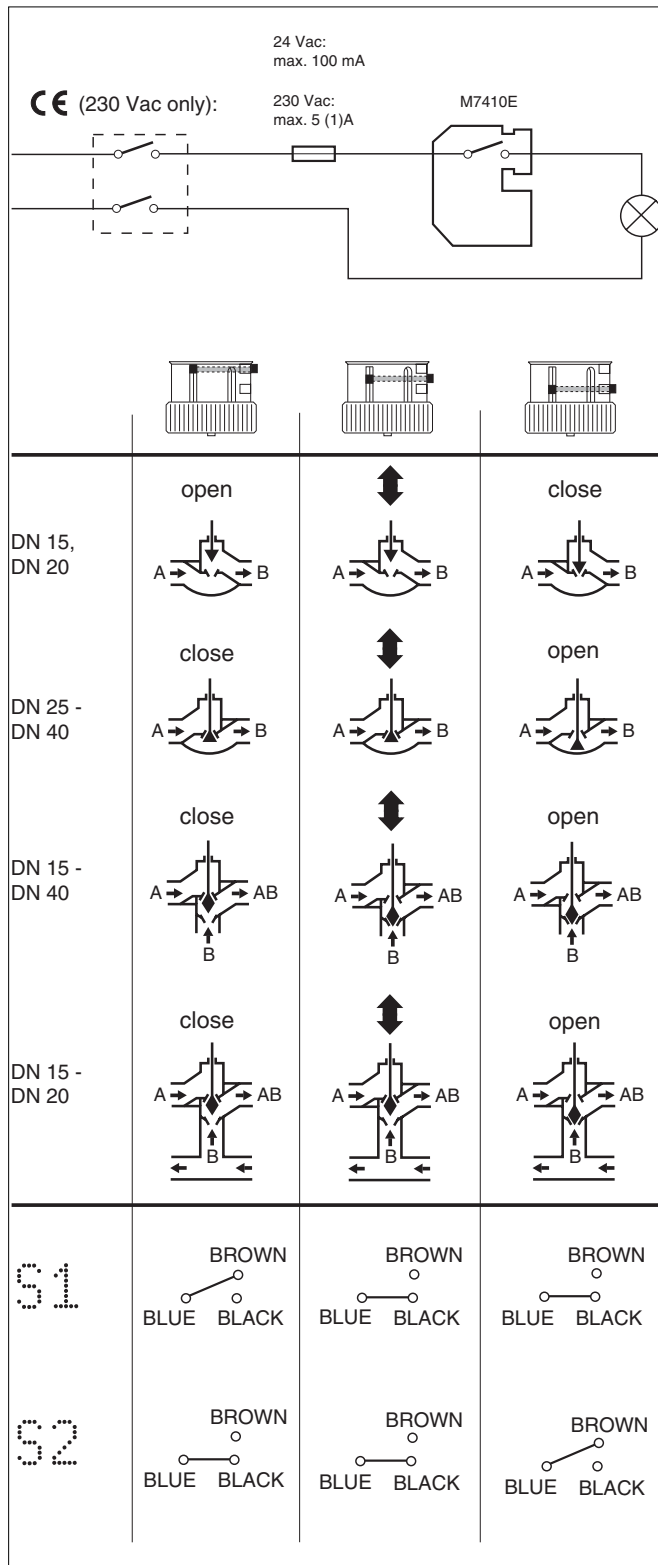 24 Vac:
max. 100 mA
CE (230 Vac only):
230 Vac:
max. 5 (1)A
M7410E
open
close
DN 15,
DN 20
A B
A B
A B
close
open
DN 25 -
DN 40
A B
A B
A B
close
open
DN 15 -
DN 40
A AB
A AB
A AB
B
B
B
close
open
DN 15 -
DN 20
A AB
A AB
A AB
B
B
B
S1
BROWN
BLUE BLACK
BROWN
BLUE BLACK
BROWN
BLUE BLACK
S2
BROWN
BLUE BLACK
BROWN
BLUE BLACK
BROWN
BLUE BLACK